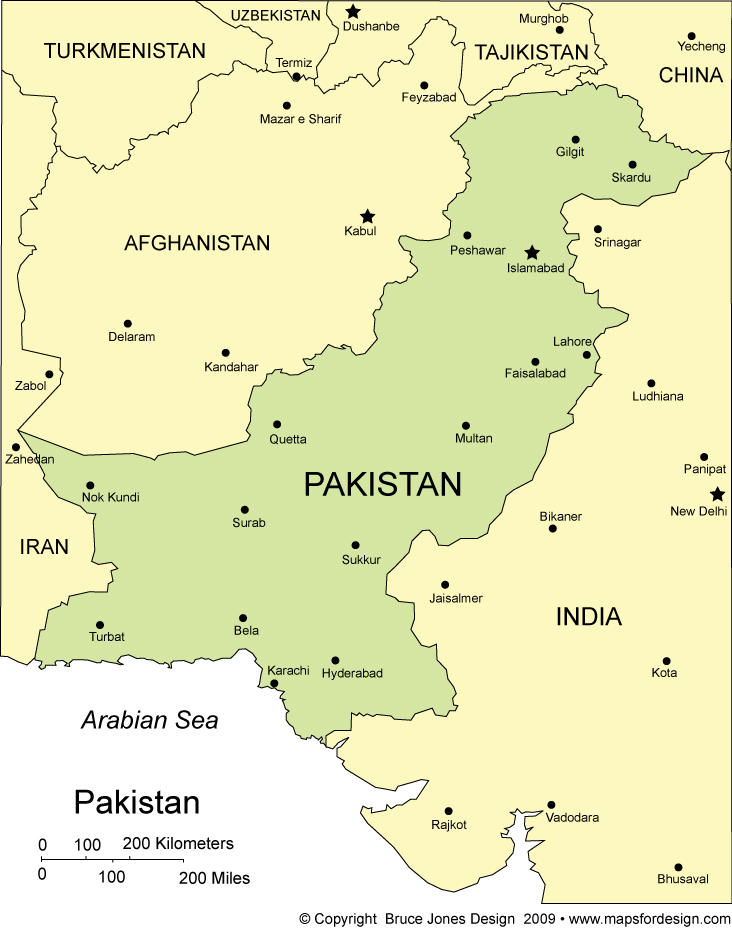 UZBEKISTAN
Dushanbe
Murghob
TURKMENISTAN
TAJIKISTAN
Yecheng
Termiz
CHINA
Feyzabad
Mazar e Sharif
Gilgit
Skardu
Kabul
AFGHANISTAN
Peshawar
Srinagar
Islamabad
Delaram
Lahore
Kandahar
Faisalabad
Zabol
Ludhiana
Quetta
Multan
Zahedan
Panipat
PAKISTAN
Nok Kundi
New Delhi
Surab
Bikaner
IRAN
Sukkur
Jaisalmer
INDIA
Turbat
Bela
Karachi
Hyderabad
Kota
Arabian Sea
Pakistan
Rajkot
Vadodara
0 100 200 Kilometers
0 100 200 Miles
Bhusaval
© Copyright Bruce Jones Design 2009 • www.mapsfordesign.com